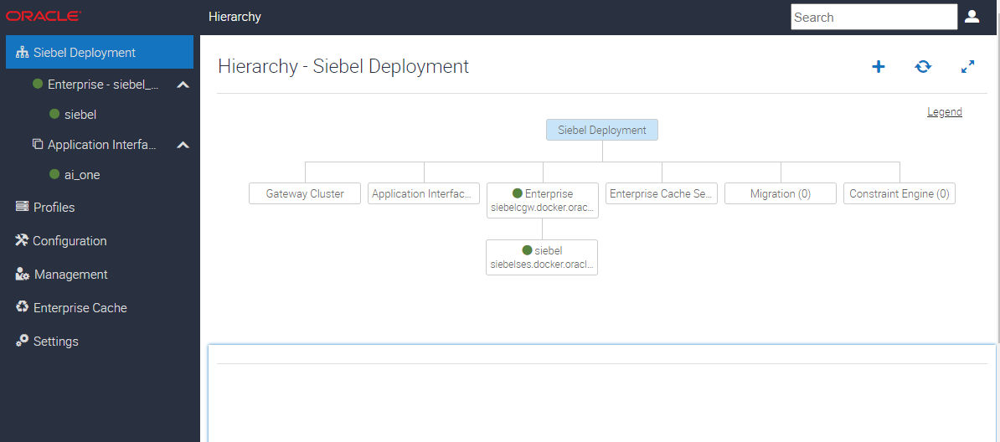 ORACLE
Hierarchy
Search
Siebel Deployment
Enterprise - siebel_...
siebel
Application Interfa...
ai_one
Profiles
Configuration
Management
Enterprise Cache
Settings
Hierarchy - Siebel Deployment
Legend
Siebel Deployment
Gateway Cluster
Application Interfac...
Enterprise
siebelcgw.docker.orac...
Enterprise Cache Se...
Migration (0)
Constraint Engine (0)
siebel
siebelses.docker.oracl...